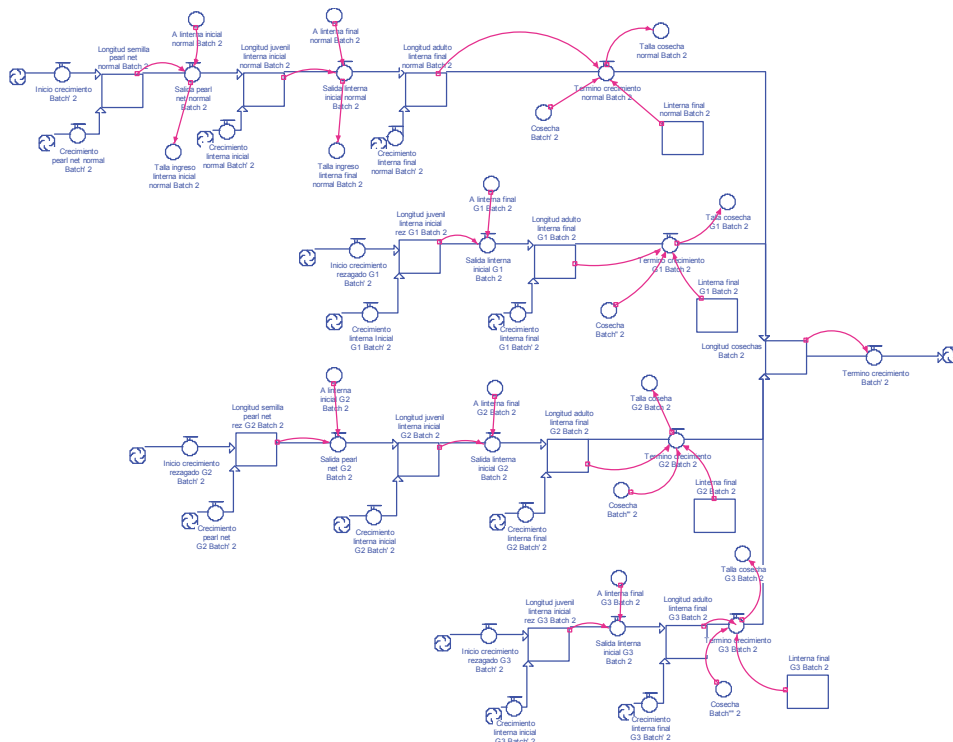 A linterna inicial
normal Batch 2
A linterna final
normal Batch 2
Longitud semilla
pearl net
normal Batch 2
Longitud juvenil
linterna inicial
normal Batch 2
Longitud adulto
linterna final
normal Batch 2
Talla cosecha
normal Batch 2
Inicio crecimiento
Batch' 2
Salida pearl
net normal
Batch 2
Salida linterna
inicial normal
Batch 2
Termino crecimiento
normal Batch 2
Cosecha
Batch' 2
Linterna final
normal Batch 2
Crecimiento
pearl net normal
Batch' 2
Talla ingreso
linterna inicial
normal Batch 2
Crecimiento
linterna inicial
normal Batch' 2
Talla ingreso
linterna final
normal Batch 2
Crecimiento
linterna final
normal Batch' 2
A linterna final
G1 Batch 2
Longitud juvenil
linterna inicial
rez G1 Batch 2
Longitud adulto
linterna final
G1 Batch 2
Talla cosecha
G1 Batch 2
Inicio crecimiento
rezagado G1
Batch' 2
Salida linterna
inicial G1
Batch 2
Termino crecimiento
G1 Batch 2
Linterna final
G1 Batch 2
Crecimiento
linterna Inicial
G1 Batch' 2
Crecimiento
linterna final
G1 Batch' 2
Cosecha
Batch'' 2
Longitud cosechas
Batch 2
Termino crecimiento
Batch' 2
A linterna
inicial G2
Batch 2
A linterna final
G2 Batch 2
Talla cosecha
G2 Batch 2
Longitud semilla
pearl net
rez G2 Batch 2
Longitud juvenil
linterna inicial
G2 Batch 2
Longitud adulto
linterna final
G2 Batch 2
Inicio crecimiento
rezagado G2
Batch' 2
Salida pearl
net G2
Batch 2
Salida linterna
inicial G2
Batch 2
Termino crecimiento
G2 Batch 2
Cosecha
Batch''' 2
Linterna final
G2 Batch 2
Crecimiento
pearl net
G2 Batch' 2
Crecimiento
linterna inicial
G2 Batch' 2
Crecimiento
linterna final
G2 Batch' 2
Talla cosecha
G3 Batch 2
A linterna final
G3 Batch 2
Longitud juvenil
linterna inicial
rez G3 Batch 2
Longitud adulto
linterna final
G3 Batch 2
Inicio crecimiento
rezagado G3
Batch' 2
Salida linterna
inicial G3
Batch 2
Termino crecimiento
G3 Batch 2
Linterna final
G3 Batch 2
Cosecha
Batch'''' 2
Crecimiento
linterna inicial
G3 Batch' 2
Crecimiento
linterna final
G3 Batch' 2